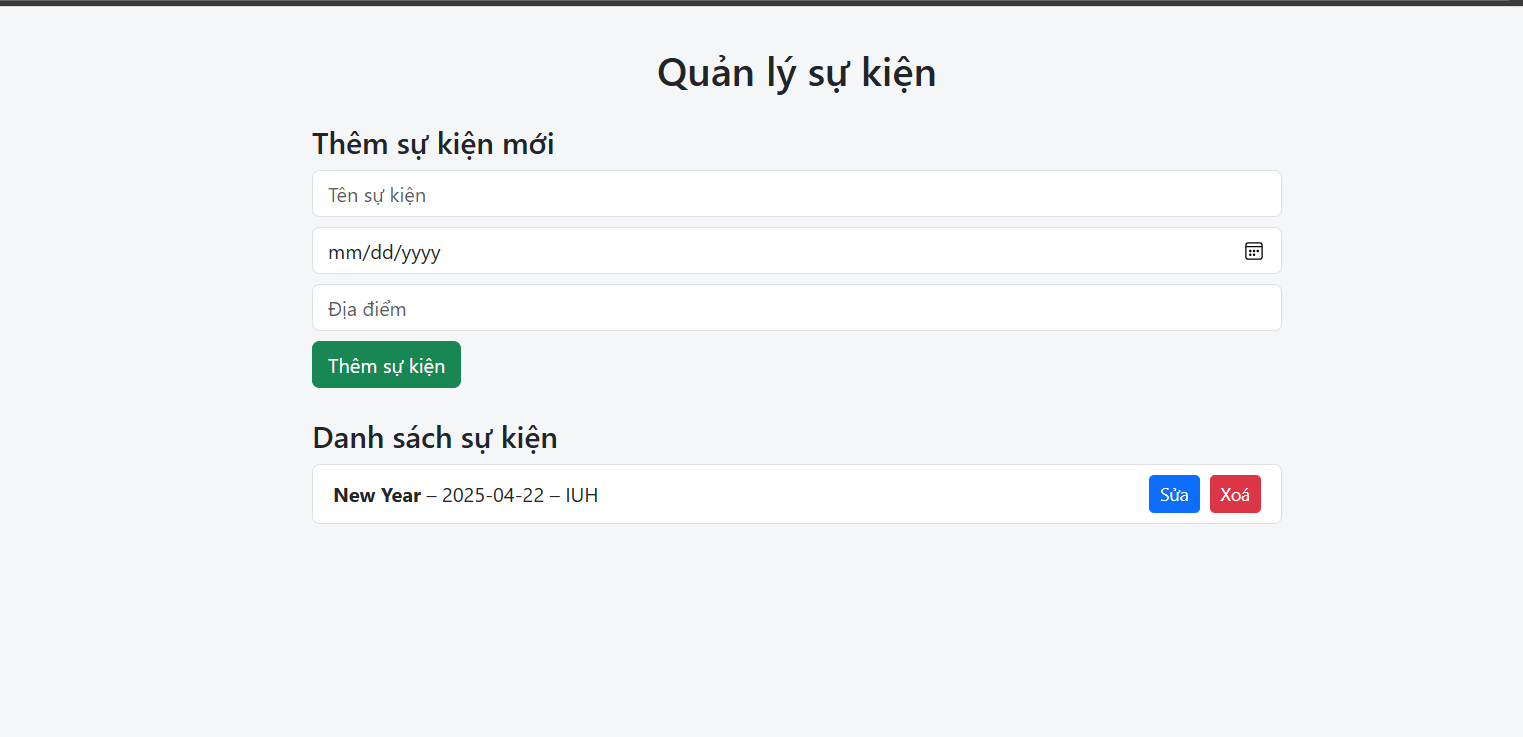 Quản lý sự kiện
Thêm sự kiện mới
Tên sự kiện
mm/dd/yyyy
Địa điểm
Thêm sự kiện
Danh sách sự kiện
New Year – 2025-04-22 – IUH Sửa Xoá